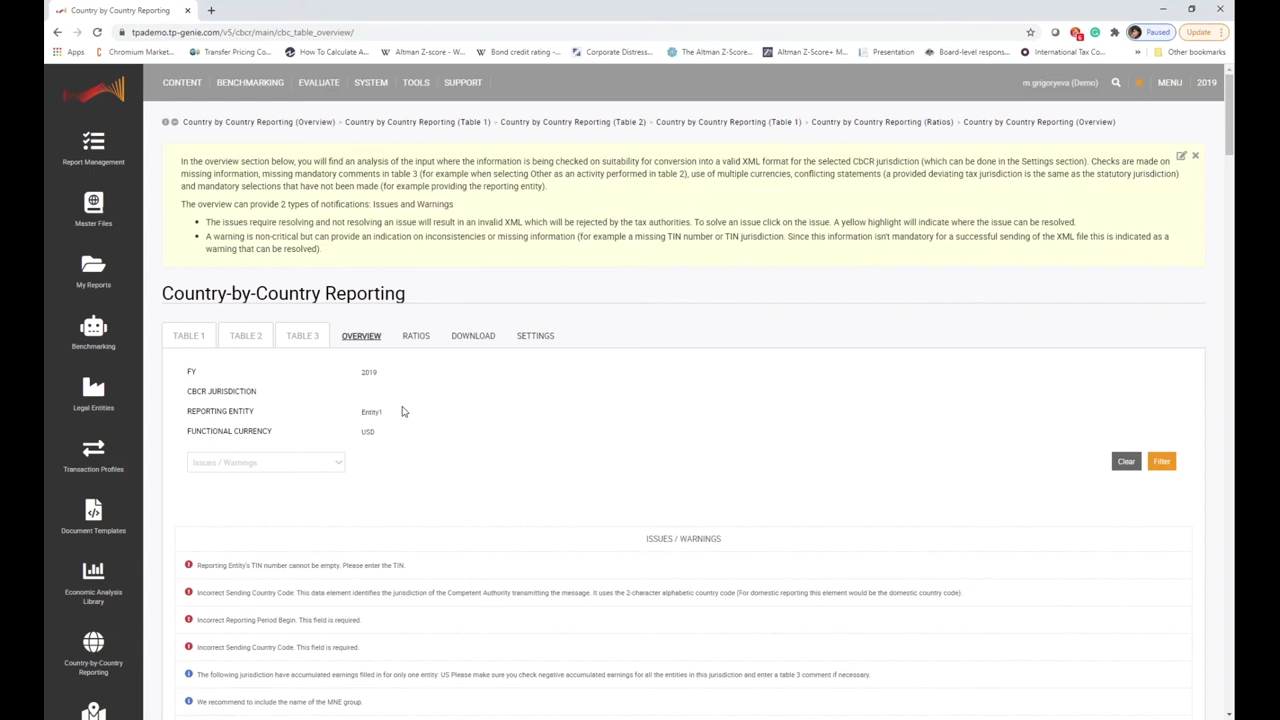 Country by Country Reporting
tpademo.tp-genie.com/v5/cbcr/main/cbc_table_overview/
Paused
Update
Apps
Chromium Market...
Transfer Pricing Co...
How To Calculate A...
Altman Z-score - W...
Bond credit rating -...
Corporate Distress...
The Altman Z-Score...
Altman Z-Score+ M...
Presentation
Board-level respons...
International Tax Co...
»
Other bookmarks
CONTENT
BENCHMARKING
EVALUATE
SYSTEM
TOOLS
SUPPORT
m.grigoryeva (Demo)
MENU
2019
Country by Country Reporting (Overview) » Country by Country Reporting (Table 1) » Country by Country Reporting (Table 2) » Country by Country Reporting (Table 1) » Country by Country Reporting (Ratios) » Country by Country Reporting (Overview)
In the overview section below, you will find an analysis of the input where the information is being checked on suitability for conversion into a valid XML format for the selected CbCR jurisdiction (which can be done in the Settings section). Checks are made on
missing information, missing mandatory comments in table 3 (for example when selecting Other as an activity performed in table 2), use of multiple currencies, conflicting statements (a provided deviating tax jurisdiction is the same as the statutory jurisdiction)
and mandatory selections that have not been made (for example providing the reporting entity).
The overview can provide 2 types of notifications: Issues and Warnings
• The issues require resolving and not resolving an issue will result in an invalid XML which will be rejected by the tax authorities. To solve an issue click on the issue. A yellow highlight will indicate where the issue can be resolved.
• A warning is non-critical but can provide an indication on inconsistencies or missing information (for example a missing TIN number or TIN jurisdiction. Since this information isn't mandatory for a successful sending of the XML file this is indicated as a
warning that can be resolved).
Country-by-Country Reporting
TABLE 1
TABLE 2
TABLE 3
OVERVIEW
RATIOS
DOWNLOAD
SETTINGS
FY 2019
CBCR JURISDICTION
REPORTING ENTITY Entity1
FUNCTIONAL CURRENCY USD
Issues / Warnings
Clear
Filter
ISSUES / WARNINGS
Reporting Entity's TIN number cannot be empty. Please enter the TIN.
Incorrect Sending Country Code. This data element identifies the jurisdiction of the Competent Authority transmitting the message. It uses the 2-character alphabetic country code (For domestic reporting this element would be the domestic country code).
Incorrect Reporting Period Begin. This field is required.
Incorrect Sending Country Code. This field is required.
The following jurisdiction have accumulated earnings filled in for only one entity: US Please make sure you check negative accumulated earnings for all the entities in this jurisdiction and enter a table 3 comment if necessary.
We recommend to include the name of the MNE group.
Report Management
Master Files
My Reports
Benchmarking
Legal Entities
Transaction Profiles
Document Templates
Economic Analysis
Library
Country-by-Country
Reporting